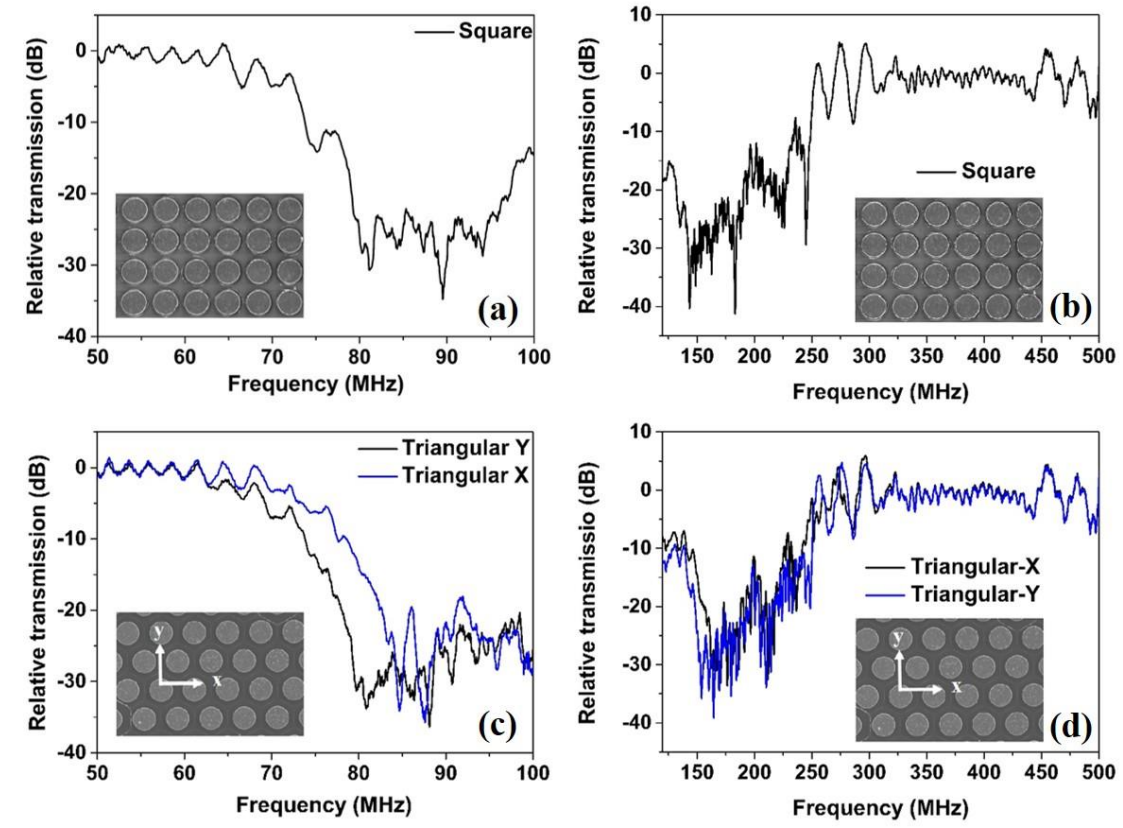 Relative transmission (dB)
0
-10
-20
-30
-40
Square
(a)
50 60 70 80 90 100
Frequency (MHz)
Relative transmission (dB)
10
0
-10
-20
-30
-40
Square
(b)
150 200 250 300 350 400 450 500
Frequency (MHz)
Relative transmission (dB)
0
-10
-20
-30
-40
Triangular Y
Triangular X
y
x
(c)
50 60 70 80 90 100
Frequency (MHz)
Relative transmissio (dB)
10
0
-10
-20
-30
-40
Triangular-X
Triangular-Y
y
x
(d)
150 200 250 300 350 400 450 500
Frequency (MHz)